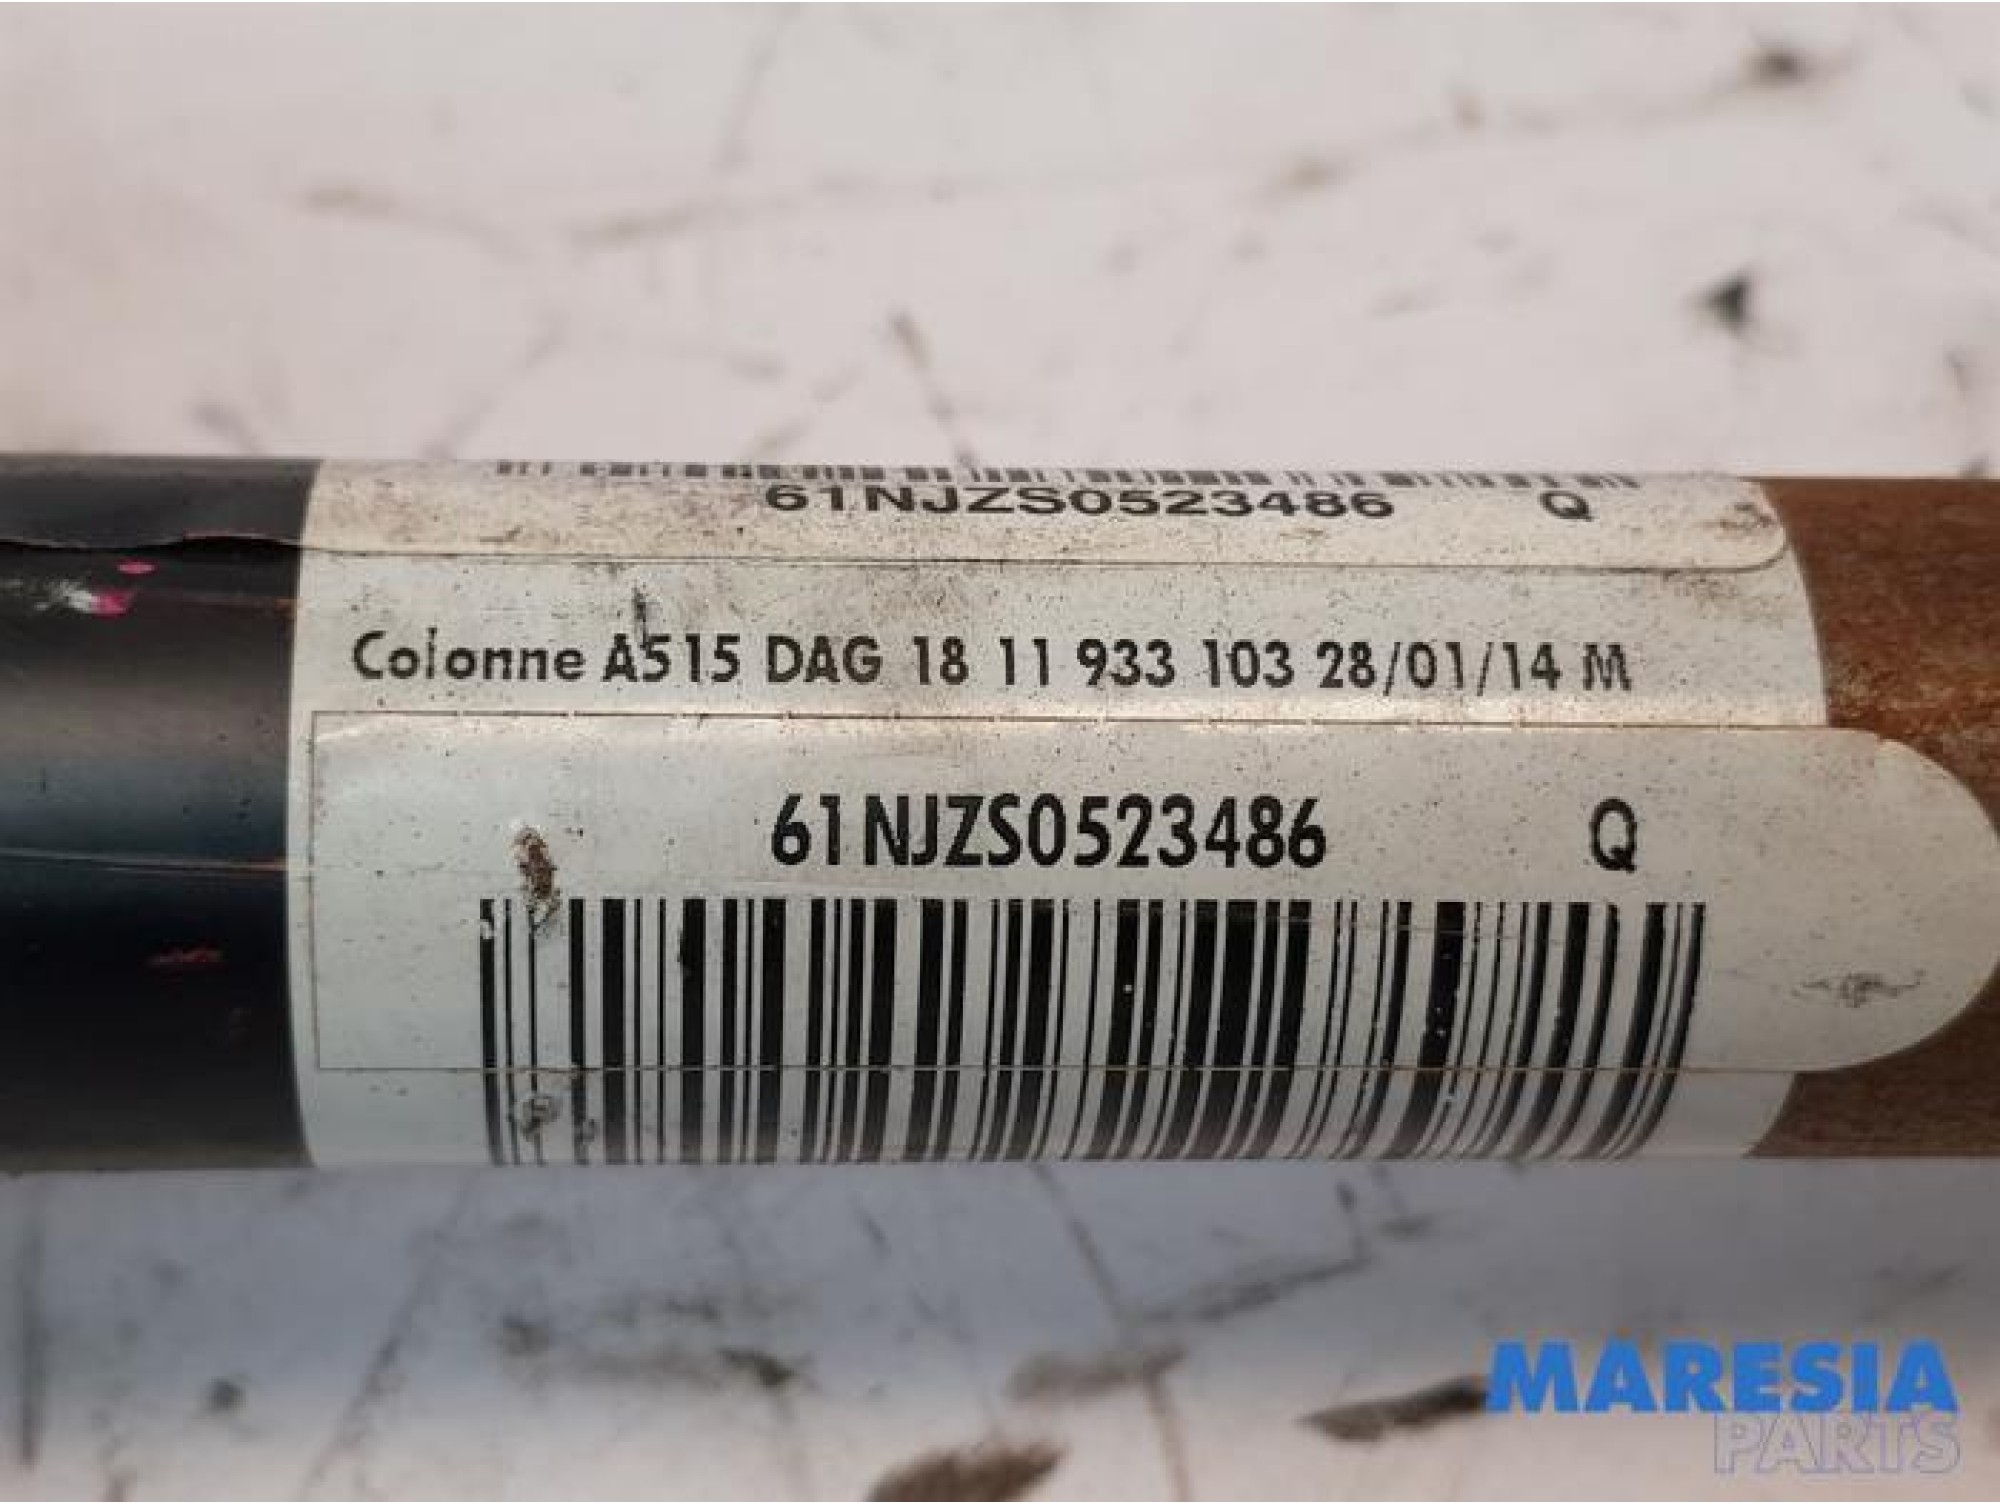 61NJZS0523486 Q
Colonne A515 DAG 18 11 933 103 28/01/14 M
61NJZS0523486 Q
MARESIA
PARTS